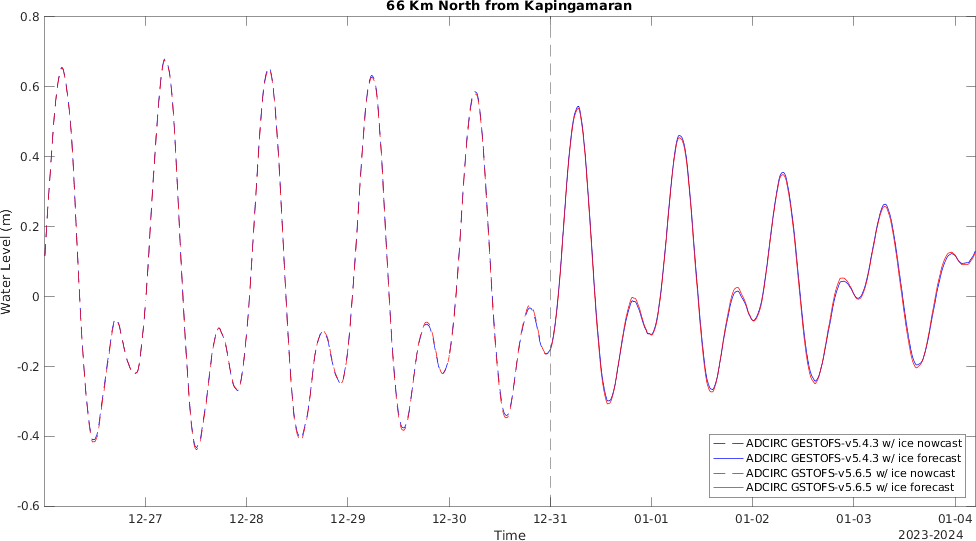 66 Km North from Kapingamaran
Water Level (m)
0.8
0.6
0.4
0.2
0
-0.2
-0.4
-0.6
12-27
12-28
12-29
12-30
12-31
01-01
01-02
01-03
01-04
Time
2023-2024
ADCIRC GESTOFS-v5.4.3 w/ ice nowcast
ADCIRC GESTOFS-v5.4.3 w/ ice forecast
ADCIRC GSTOFS-v5.6.5 w/ ice nowcast
ADCIRC GSTOFS-v5.6.5 w/ ice forecast